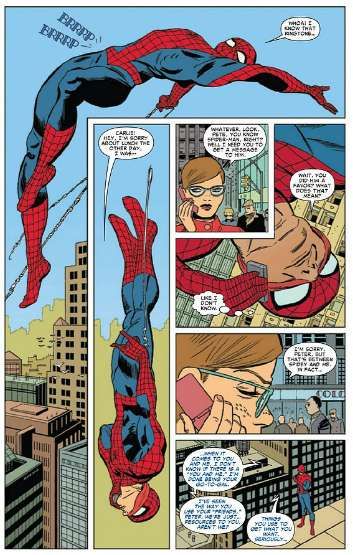 BRRRP
BRRRP
WHOA! I
KNOW THAT
RINGTONE.
CARLIE!
HEY, I'M SORRY
ABOUT LUNCH THE
OTHER DAY,
I WAS--
WHATEVER. LOOK,
PETE, YOU KNOW
SPIDER-MAN, RIGHT?
WELL I NEED YOU TO
GET A MESSAGE
TO HIM.
WAIT, YOU
DID HIM A
FAVOR? WHAT
DOES THAT
MEAN?
LIKE I
DON'T
KNOW.
I'M SORRY,
PETER, BUT
THAT'S BETWEEN
SPIDEY AND ME.
IN FACT...
...WHEN IT
COMES TO YOU
AND ME, I DON'T
KNOW IF THERE IS A
"YOU AND ME." I'M
DONE BEING YOUR
GO-TO-GAL.
I'VE SEEN
THE WAY YOU
USE YOUR "FRIENDS,"
PETER. WE'RE JUST...
RESOURCES TO YOU,
AREN'T WE?
THINGS
YOU USE TO
GET WHAT YOU
WANT.
SERIOUSLY...